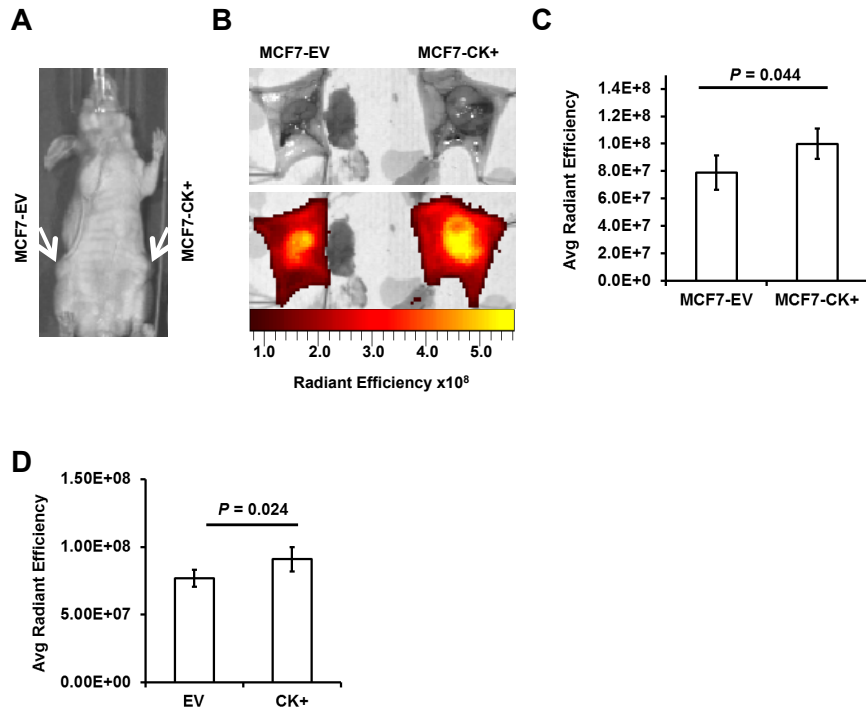 A
MCF7-EV
MCF7-CK+
B
MCF7-EV MCF7-CK+
1.0 2.0 3.0 4.0 5.0
Radiant Efficiency x10⁸
C
P = 0.044
Avg Radiant Efficiency
1.4E+8
1.2E+8
1.0E+8
8.0E+7
6.0E+7
4.0E+7
2.0E+7
0.0E+0
MCF7-EV MCF7-CK+
D
P = 0.024
Avg Radiant Efficiency
1.50E+08
1.00E+08
5.00E+07
0.00E+00
EV CK+